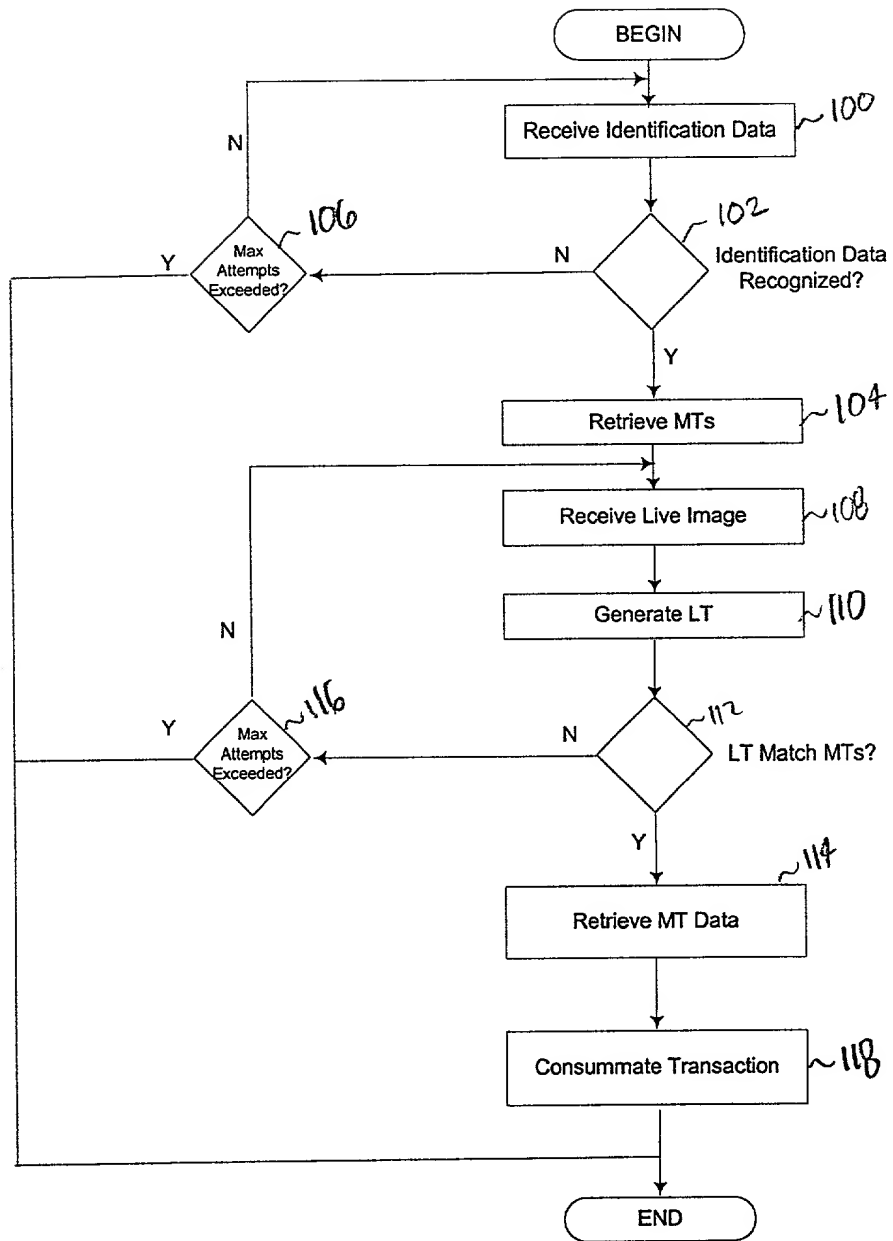 BEGIN
Receive Identification Data
100
N
102
106
Max
Attempts
Exceeded?
Y
N
Identification Data
Recognized?
Y
Retrieve MTs
104
Receive Live Image
108
Generate LT
110
N
116
112
Max
Attempts
Exceeded?
Y
N
LT Match MTs?
Y
114
Retrieve MT Data
Consummate Transaction
118
END